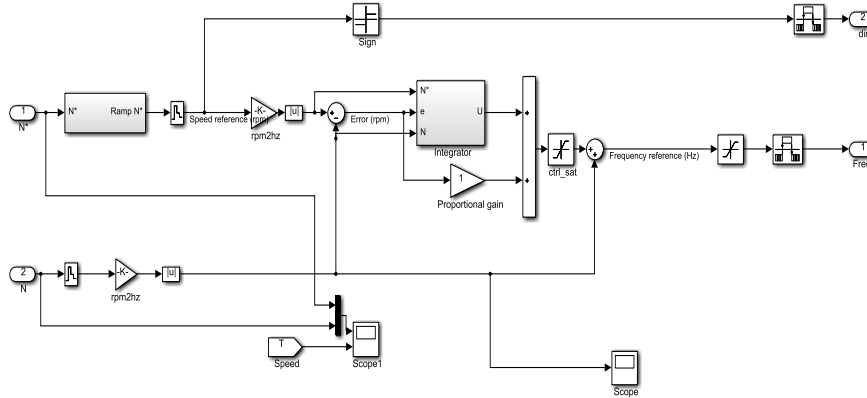 Sign
2
dir
1
N*
N*
Ramp N*
Speed reference (rpm)
-K-
rpm2hz
|u|
Error (rpm)
N*
e
N
U
Integrator
1
Proportional gain
ctrl_sat
Frequency reference (Hz)
1
2
N
-K-
rpm2hz
|u|
T
Speed
Scope1
Scope